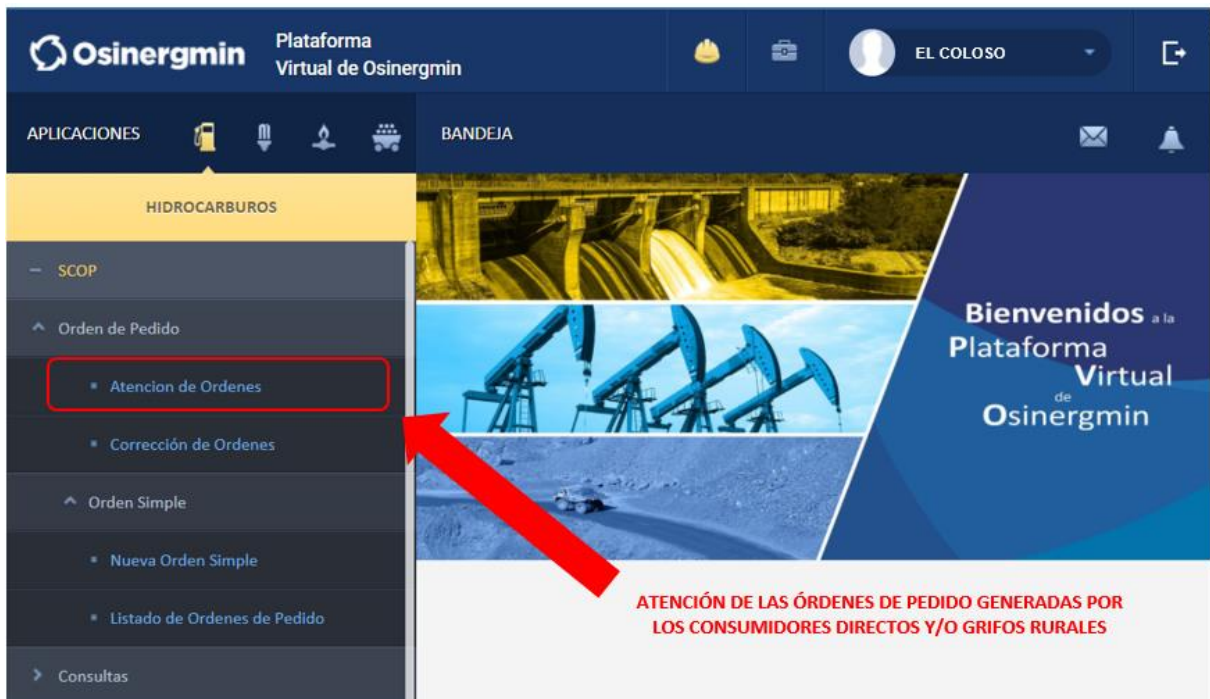 Osinergmin
Plataforma
Virtual de Osinergmin
EL COLOSO
APLICACIONES
BANDEJA
HIDROCARBUROS
SCOP
Orden de Pedido
Atencion de Ordenes
Corrección de Ordenes
Orden Simple
Nueva Orden Simple
Listado de Ordenes de Pedido
Consultas
Bienvenidos a la
Plataforma
Virtual
de
Osinergmin
ATENCIÓN DE LAS ÓRDENES DE PEDIDO GENERADAS POR
LOS CONSUMIDORES DIRECTOS Y/O GRIFOS RURALES